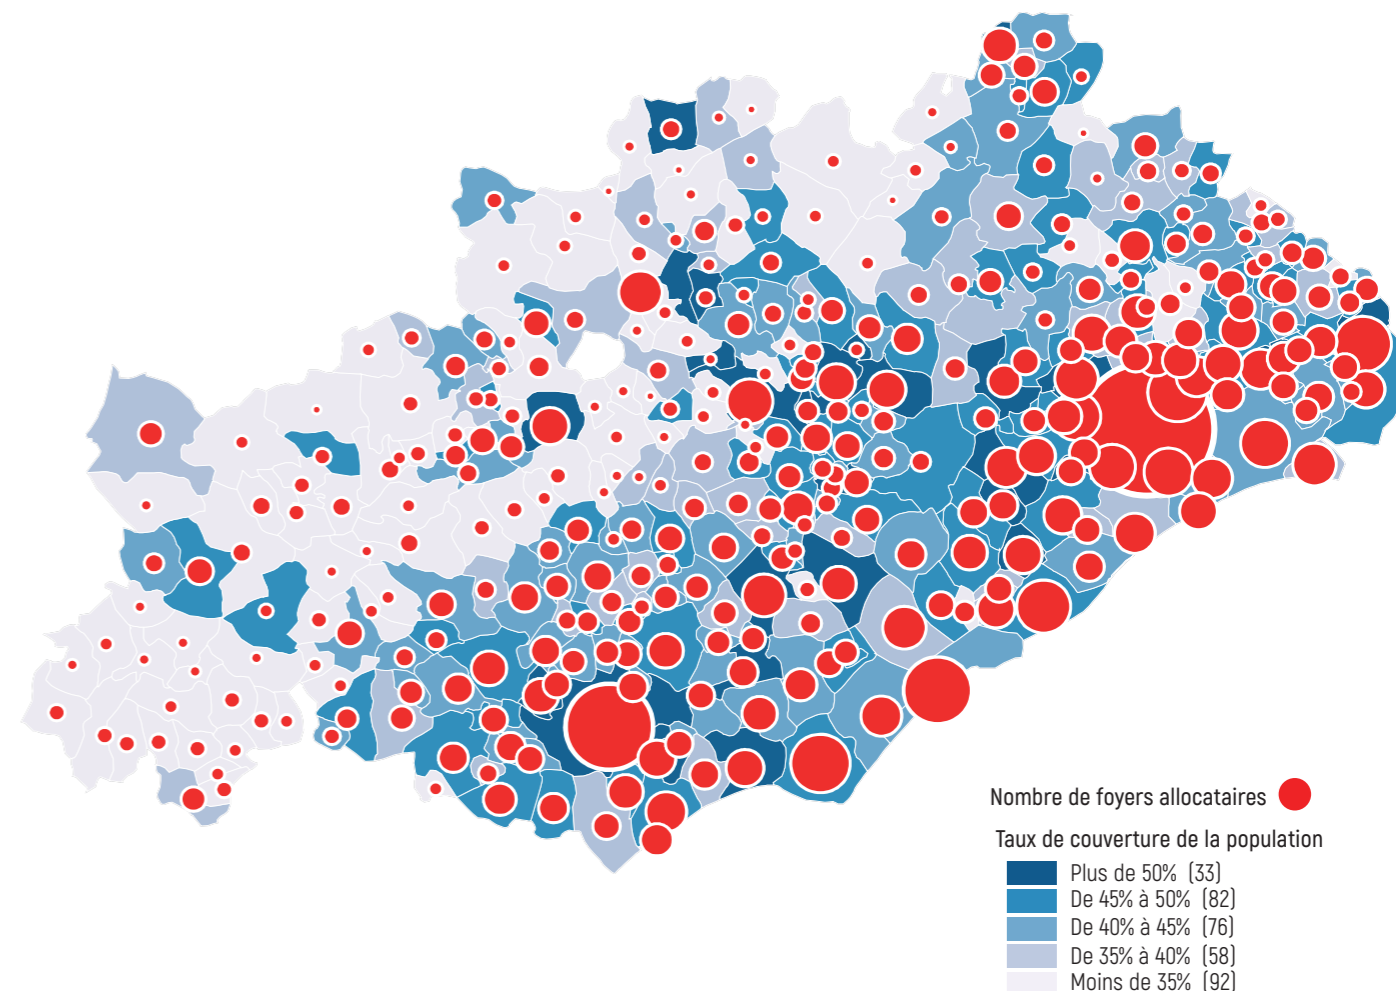 Nombre de foyers allocataires
Taux de couverture de la population
Plus de 50% (33)
De 45% à 50% (82)
De 40% à 45% (76)
De 35% à 40% (58)
Moins de 35% (92)